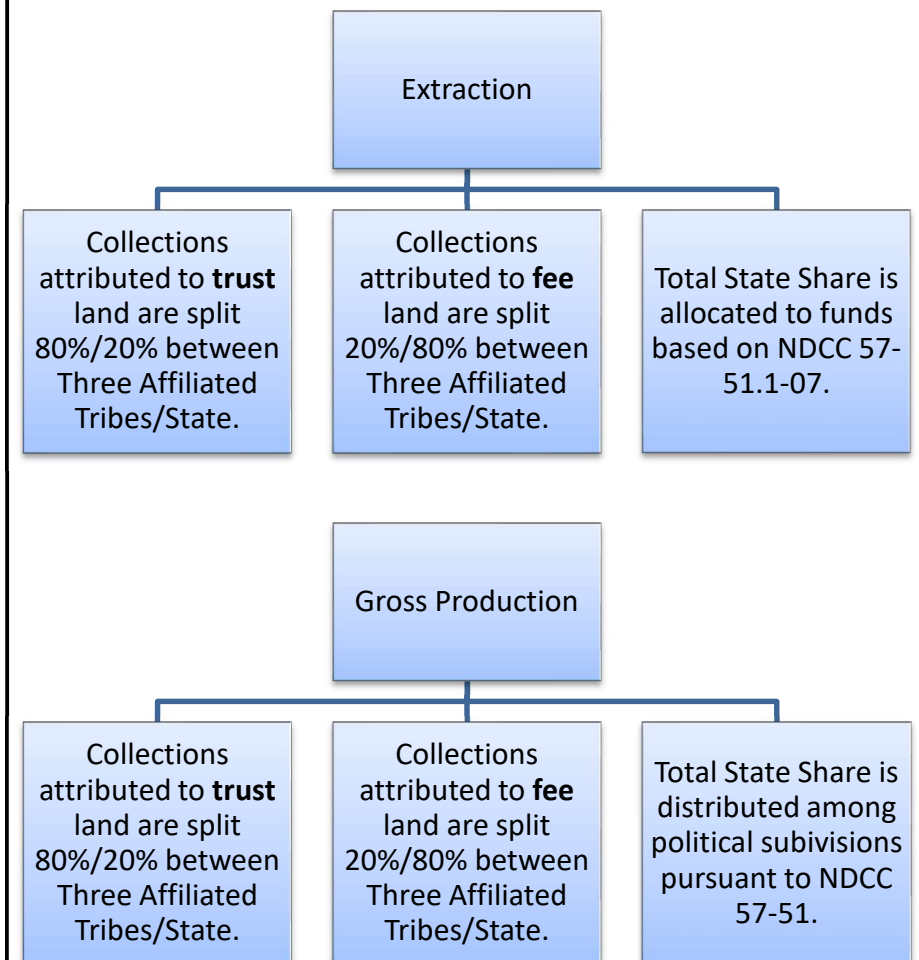 Extraction
Collections
attributed to trust
land are split
80%/20% between
Three Affiliated
Tribes/State.
Collections
attributed to fee
land are split
20%/80% between
Three Affiliated
Tribes/State.
Total State Share is
allocated to funds
based on NDCC 57-
51.1-07.
Gross Production
Collections
attributed to trust
land are split
80%/20% between
Three Affiliated
Tribes/State.
Collections
attributed to fee
land are split
20%/80% between
Three Affiliated
Tribes/State.
Total State Share is
distributed among
political subivisions
pursuant to NDCC
57-51.